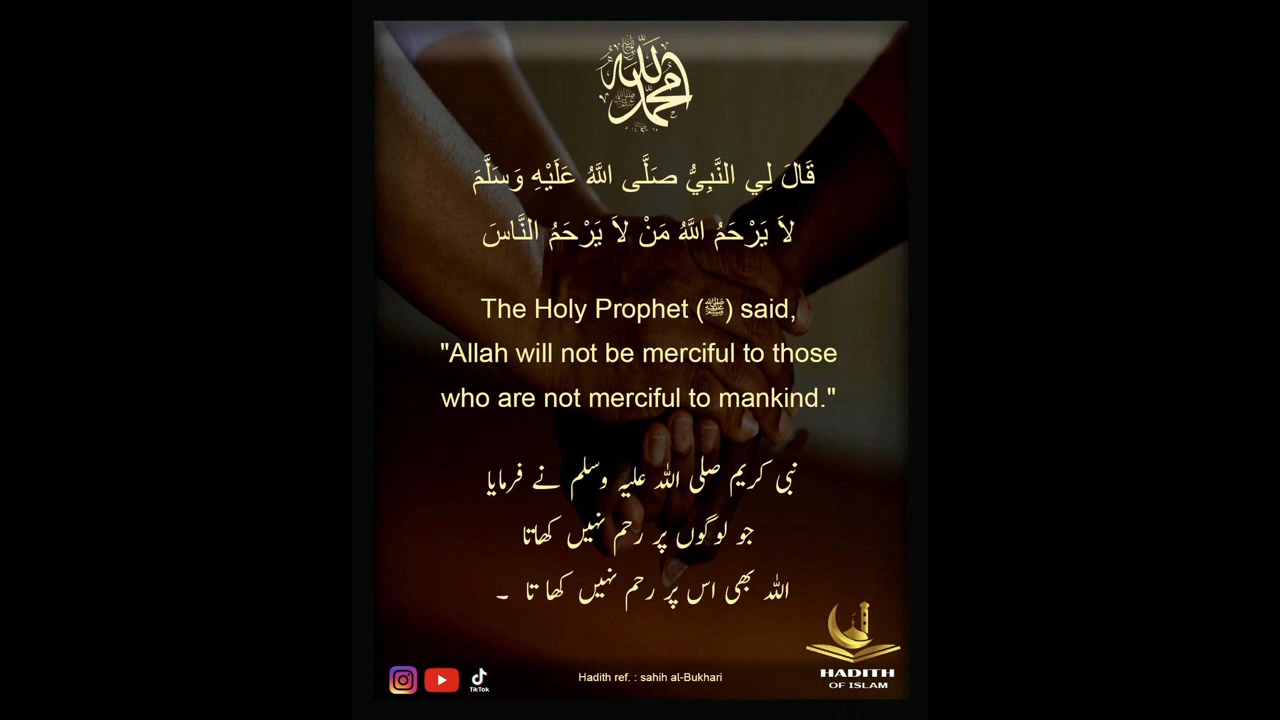 قَالَ لِي النَّبِيُّ صَلَّى اللَّهُ عَلَيْهِ وَسَلَّمَ
لاَ يَرْحَمُ اللَّهُ مَنْ لاَ يَرْحَمُ النَّاسَ
The Holy Prophet (ﷺ) said,
"Allah will not be merciful to those
who are not merciful to mankind."
نبی کریم صلی اللہ علیہ وسلم نے فرمایا
جو لوگوں پر رحم نہیں کھاتا
اللہ بھی اس پر رحم نہیں کھا تا ۔
HADITH
OF ISLAM
TikTok
Hadith ref. : sahih al-Bukhari